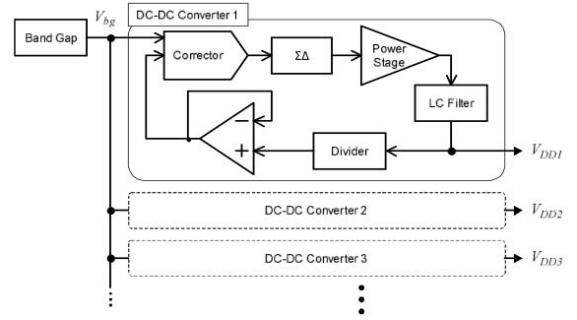 DC-DC Converter 1
V_bg
Band Gap
Corrector
ΣΔ
Power
Stage
LC Filter
−
+
Divider
V_DD1
DC-DC Converter 2
V_DD2
DC-DC Converter 3
V_DD3